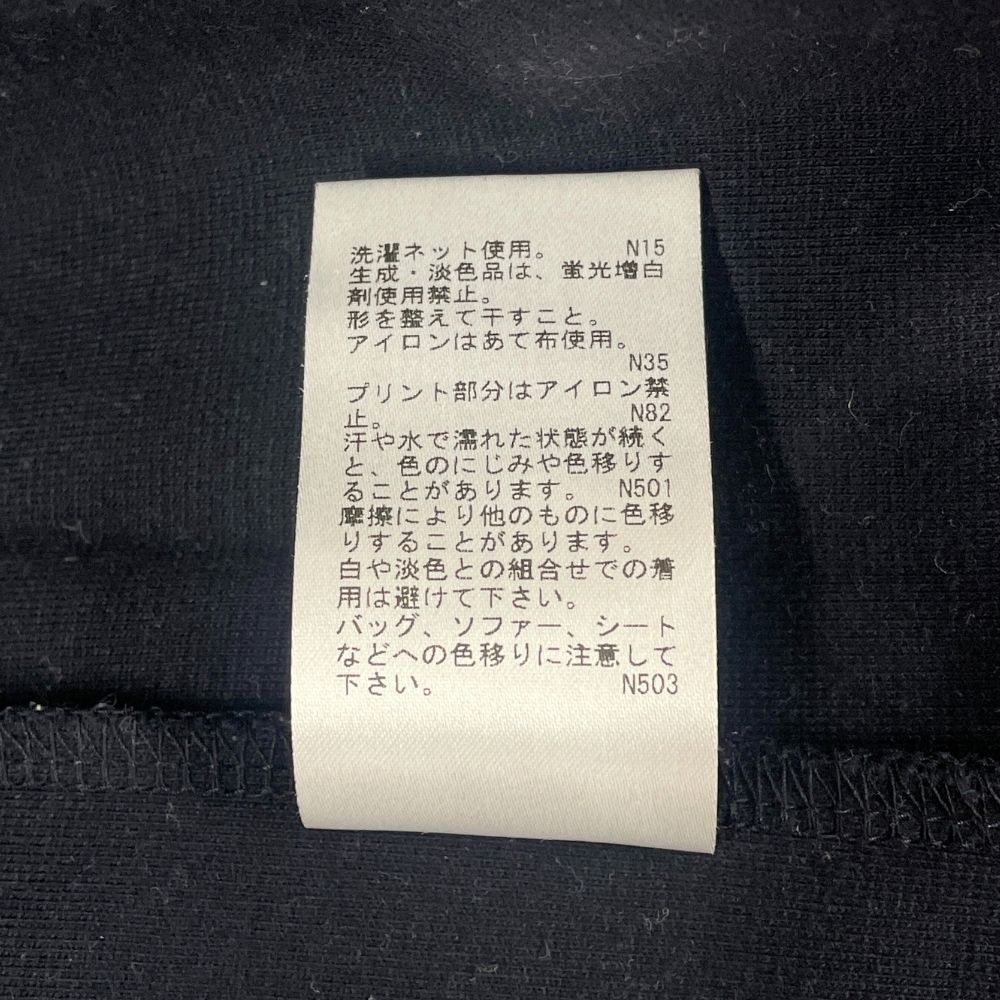 洗濯ネット使用。 N15
生成・淡色品は、蛍光増白
剤使用禁止。
形を整えて干すこと。
アイロンはあて布使用。
N35
プリント部分はアイロン禁
止。 N82
汗や水で濡れた状態が続く
と、色のにじみや色移りす
ることがあります。 N501
摩擦により他のものに色移
りすることがあります。
白や淡色との組合せでの着
用は避けて下さい。
バッグ、ソファー、シート
などへの色移りに注意して
下さい。 N503